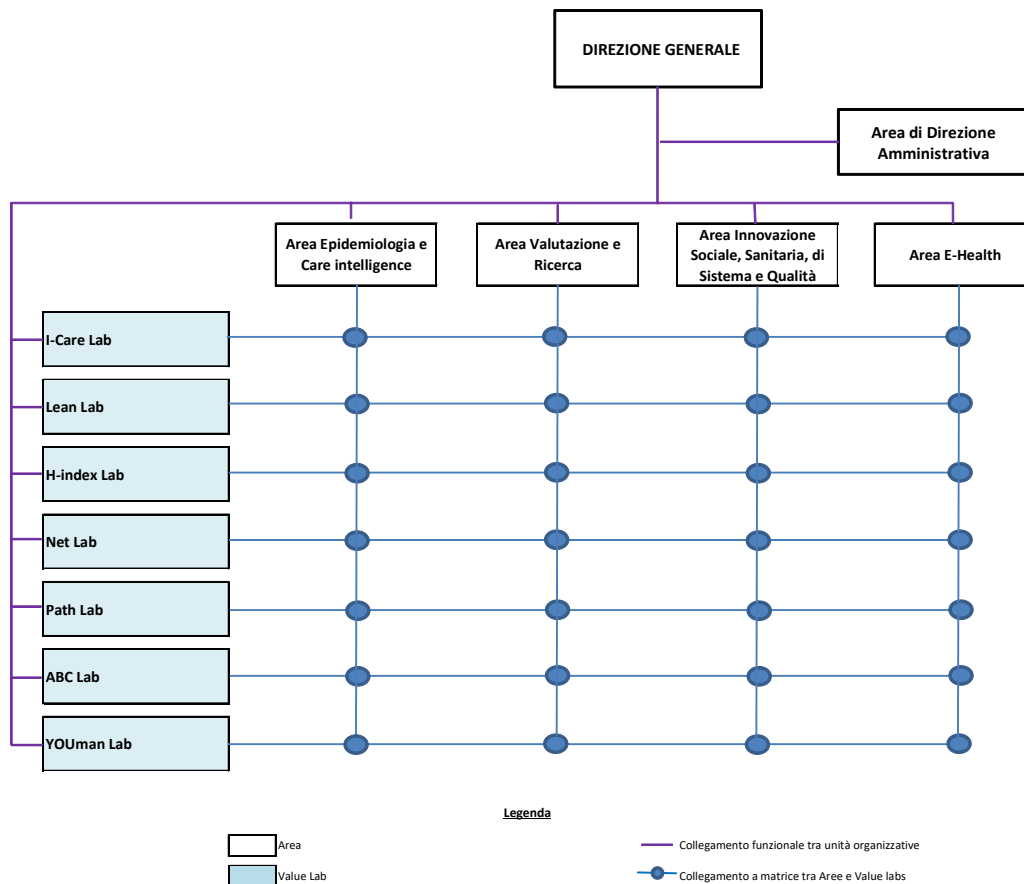 DIREZIONE GENERALE
Area di Direzione
Amministrativa
Area Epidemiologia e
Care intelligence
Area Valutazione e
Ricerca
Area Innovazione
Sociale, Sanitaria, di
Sistema e Qualità
Area E-Health
I-Care Lab
Lean Lab
H-index Lab
Net Lab
Path Lab
ABC Lab
YOUman Lab
Legenda
Area
Collegamento funzionale tra unità organizzative
Value Lab
Collegamento a matrice tra Aree e Value labs